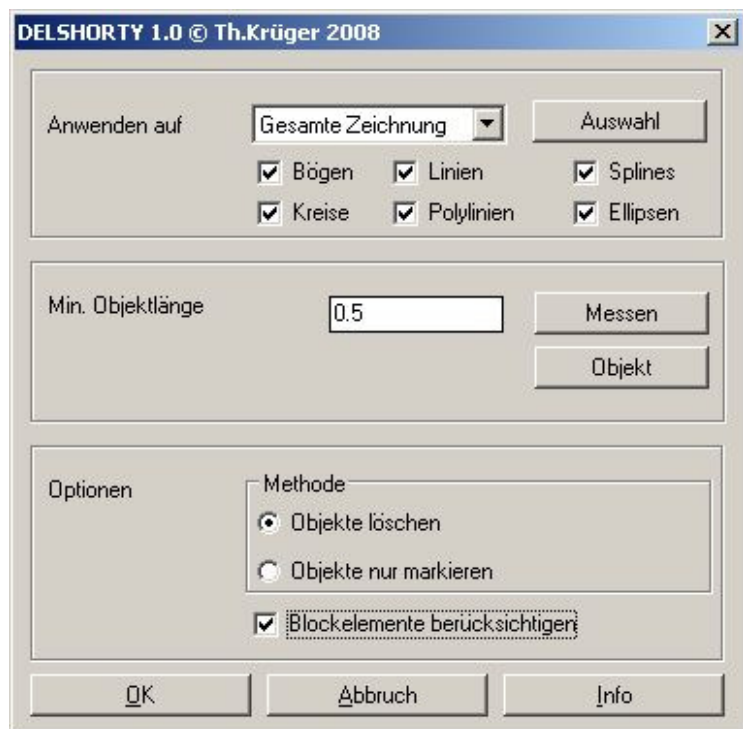 DELSHORTY 1.0 © Th.Krüger 2008
Anwenden auf Gesamte Zeichnung Auswahl
Bögen Linien Splines
Kreise Polylinien Ellipsen
Min. Objektlänge 0.5 Messen
Objekt
Optionen Methode
Objekte löschen
Objekte nur markieren
Blockelemente berücksichtigen
OK Abbruch Info